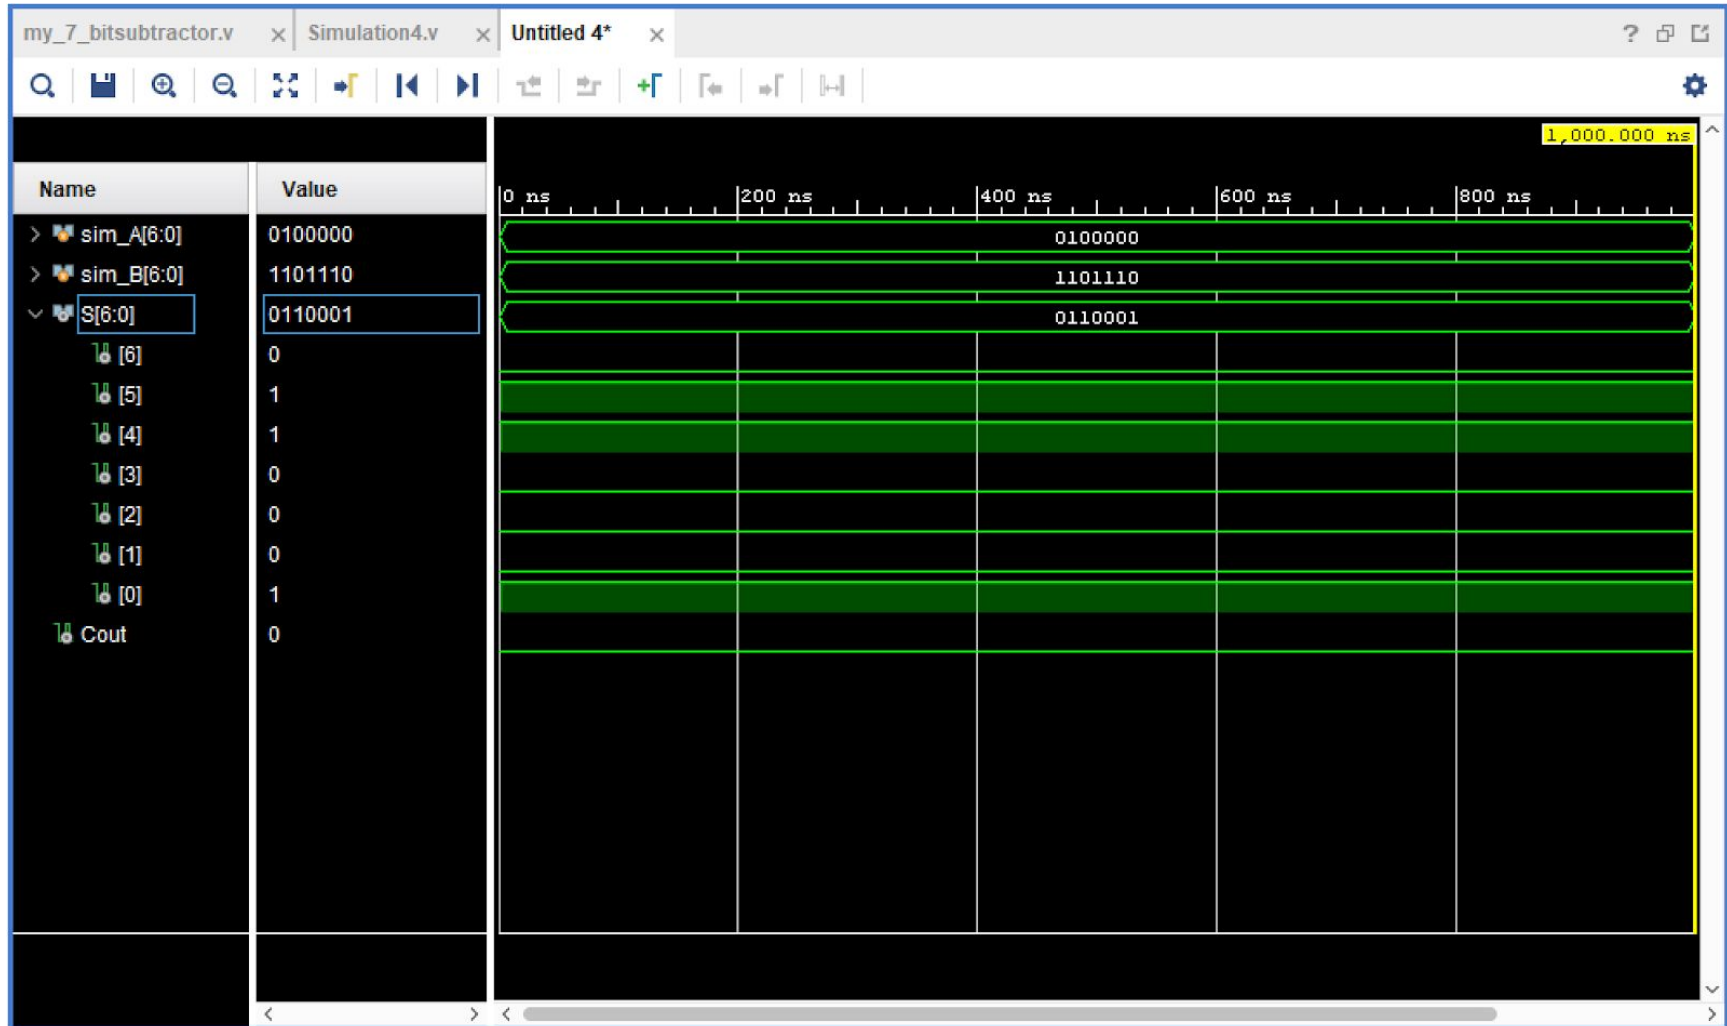 my_7_bitsubtractor.v × Simulation4.v × Untitled 4* × ?
1,000.000 ns
Name Value 0 ns 200 ns 400 ns 600 ns 800 ns
sim_A[6:0] 0100000 0100000
sim_B[6:0] 1101110 1101110
S[6:0] 0110001 0110001
[6] 0
[5] 1
[4] 1
[3] 0
[2] 0
[1] 0
[0] 1
Cout 0